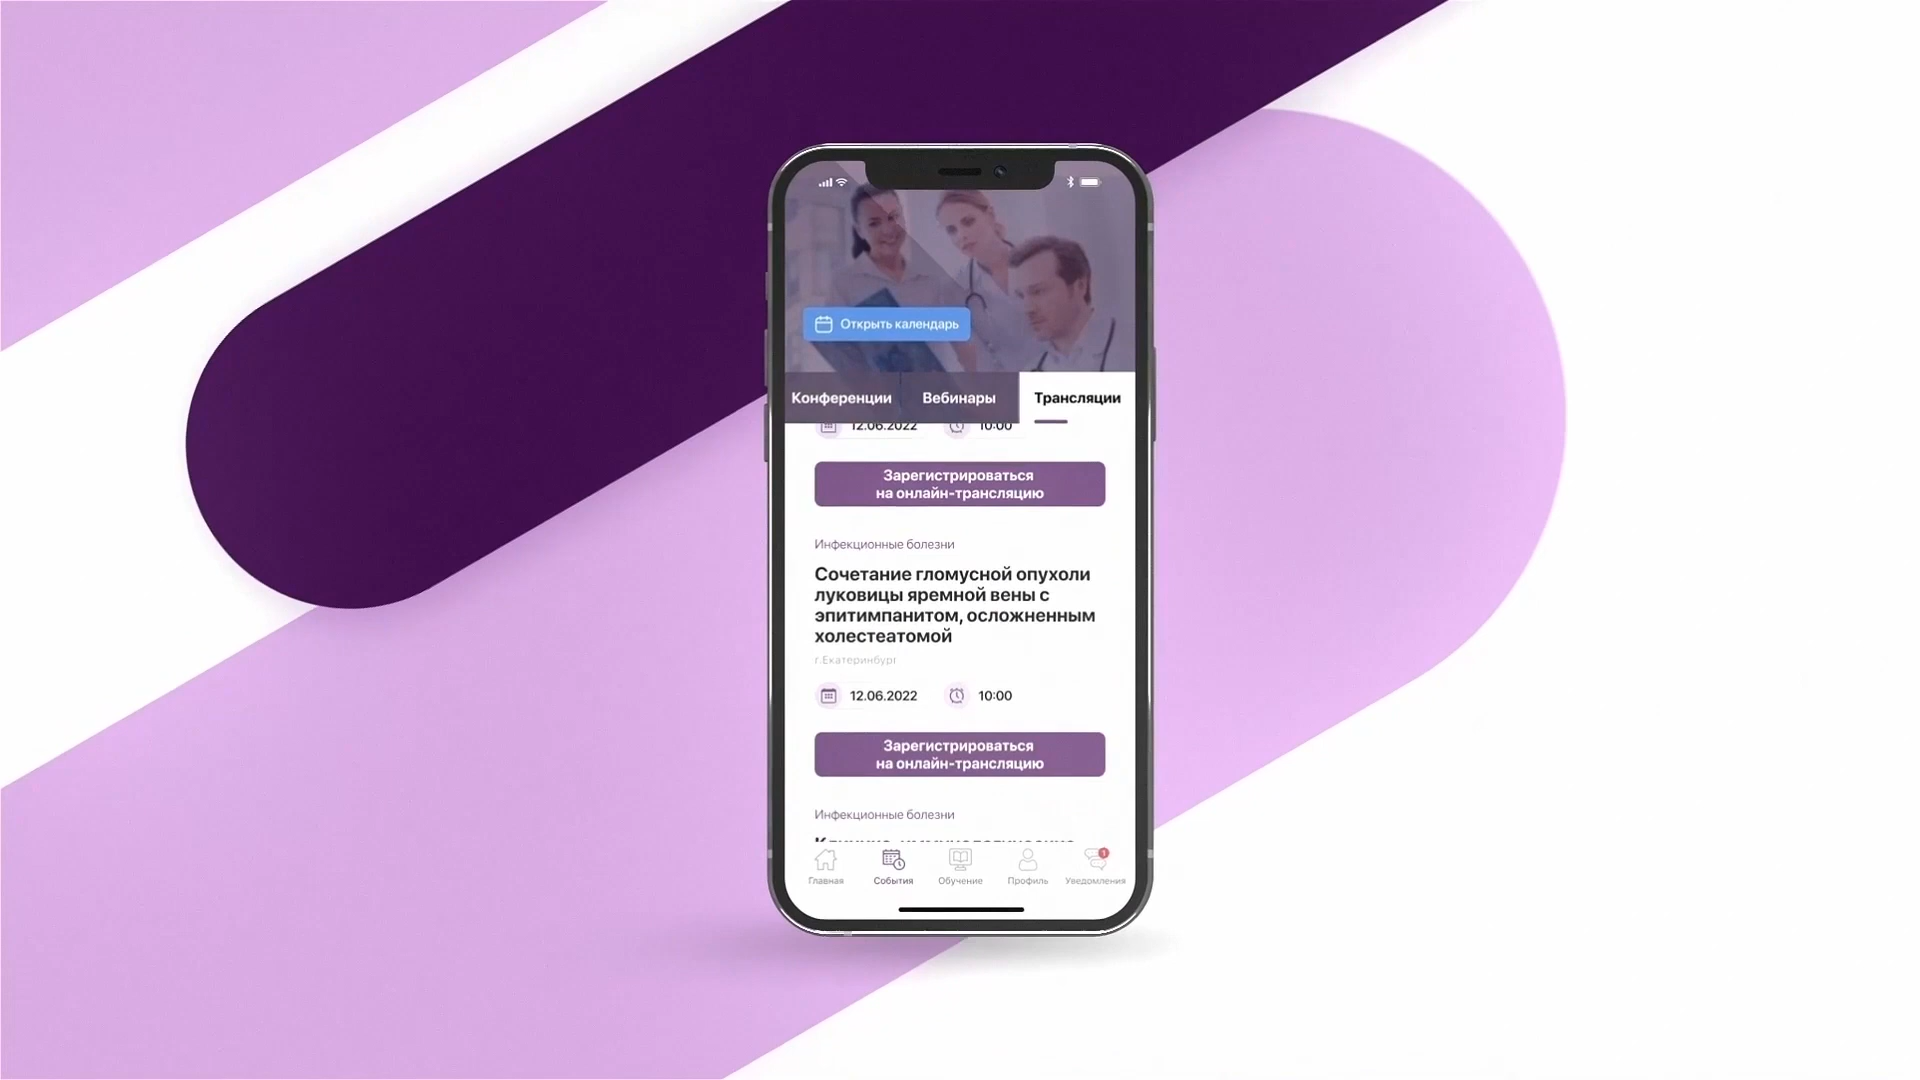 Открыть календарь
Конференции
Вебинары
Трансляции
12.06.2022
10:00
Зарегистрироваться
на онлайн-трансляцию
Инфекционные болезни
Сочетание гломусной опухоли
луковицы яремной вены с
эпитимпанитом, осложненным
холестеатомой
г.Екатеринбург
12.06.2022
10:00
Зарегистрироваться
на онлайн-трансляцию
Инфекционные болезни
Главная
События
Обучение
Профиль
1
Уведомления